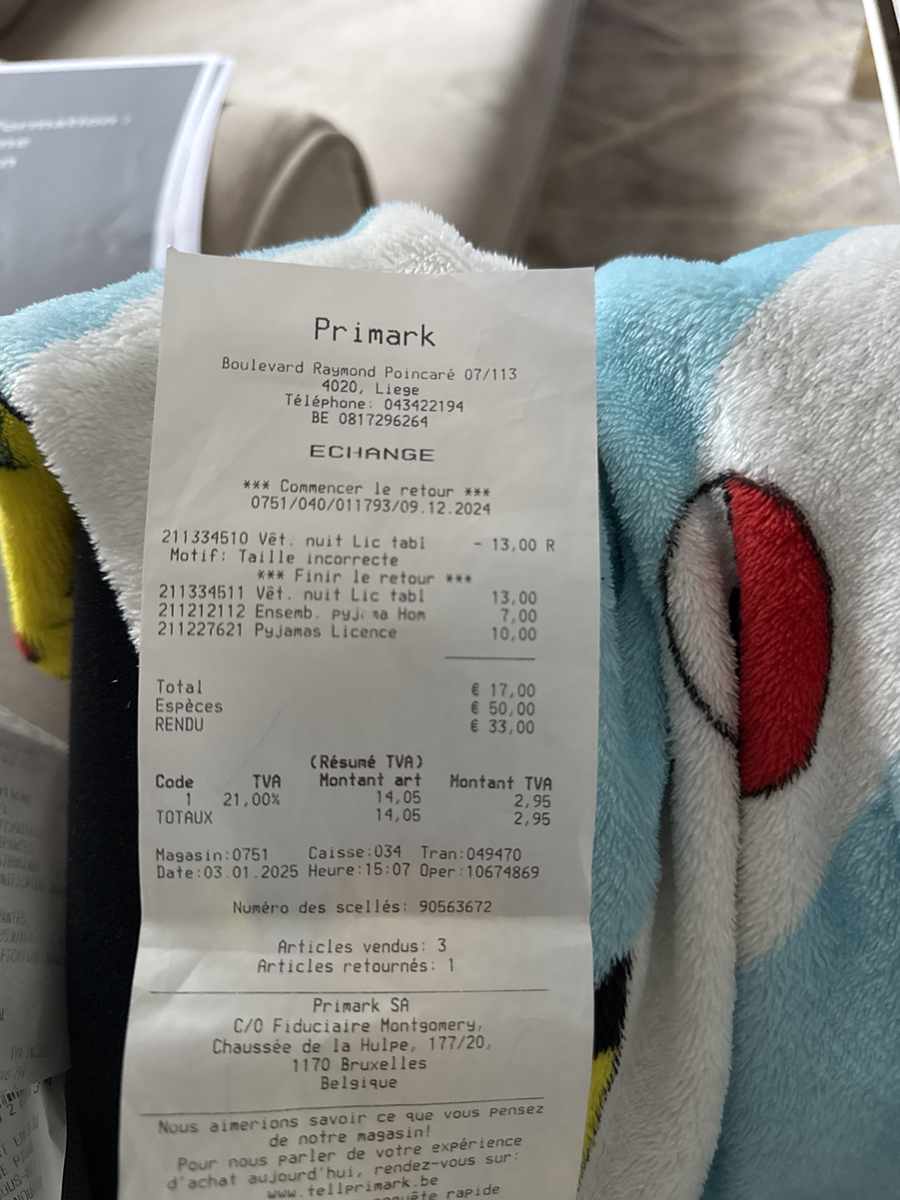 Primark
Boulevard Raymond Poincaré 07/113
4020, Liege
Téléphone: 043422194
BE 0817296264
ECHANGE
*** Commencer le retour ***
0751/040/011793/09.12.2024
211334510 Vêt. nuit Lic tabl - 13,00 R
Motif: Taille incorrecte
*** Finir le retour ***
211334511 Vêt. nuit Lic tabl 13,00
211212112 Ensemb. pyjama Hom 7,00
211227621 Pyjamas Licence 10,00
Total € 17,00
Espèces € 50,00
RENDU € 33,00
(Résumé TVA)
Code TVA Montant art Montant TVA
1 21,00% 14,05 2,95
TOTAUX 14,05 2,95
Magasin:0751 Caisse:034 Tran:049470
Date:03.01.2025 Heure:15:07 Oper:10674869
Numéro des scellés: 90563672
Articles vendus: 3
Articles retournés: 1
Primark SA
C/O Fiduciaire Montgomery,
Chaussée de la Hulpe, 177/20,
1170 Bruxelles
Belgique
Nous aimerions savoir ce que vous pensez
de notre magasin!
Pour nous parler de votre expérience
d'achat aujourd'hui, rendez-vous sur:
www.tellprimark.be
rapide